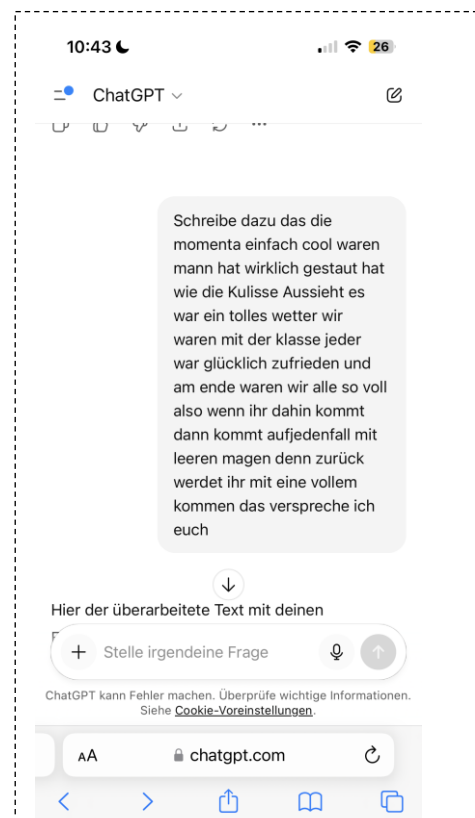 10:43
26
ChatGPT
Schreibe dazu das die
momenta einfach cool waren
mann hat wirklich gestaut hat
wie die Kulisse Aussieht es
war ein tolles wetter wir
waren mit der klasse jeder
war glücklich zufrieden und
am ende waren wir alle so voll
also wenn ihr dahin kommt
dann kommt aufjedenfall mit
leeren magen denn zurück
werdet ihr mit eine vollem
kommen das verspreche ich
euch
Hier der überarbeitete Text mit deinen
Stelle irgendeine Frage
ChatGPT kann Fehler machen. Überprüfe wichtige Informationen.
Siehe Cookie-Voreinstellungen.
AA
chatgpt.com